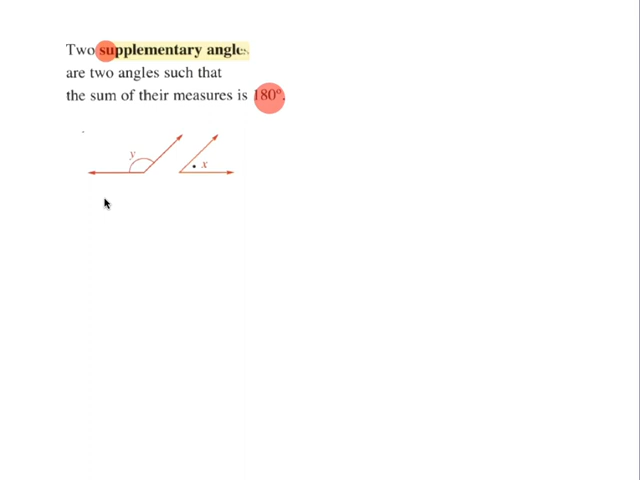 Two supplementary angles
are two angles such that
the sum of their measures is 180°.
y
x